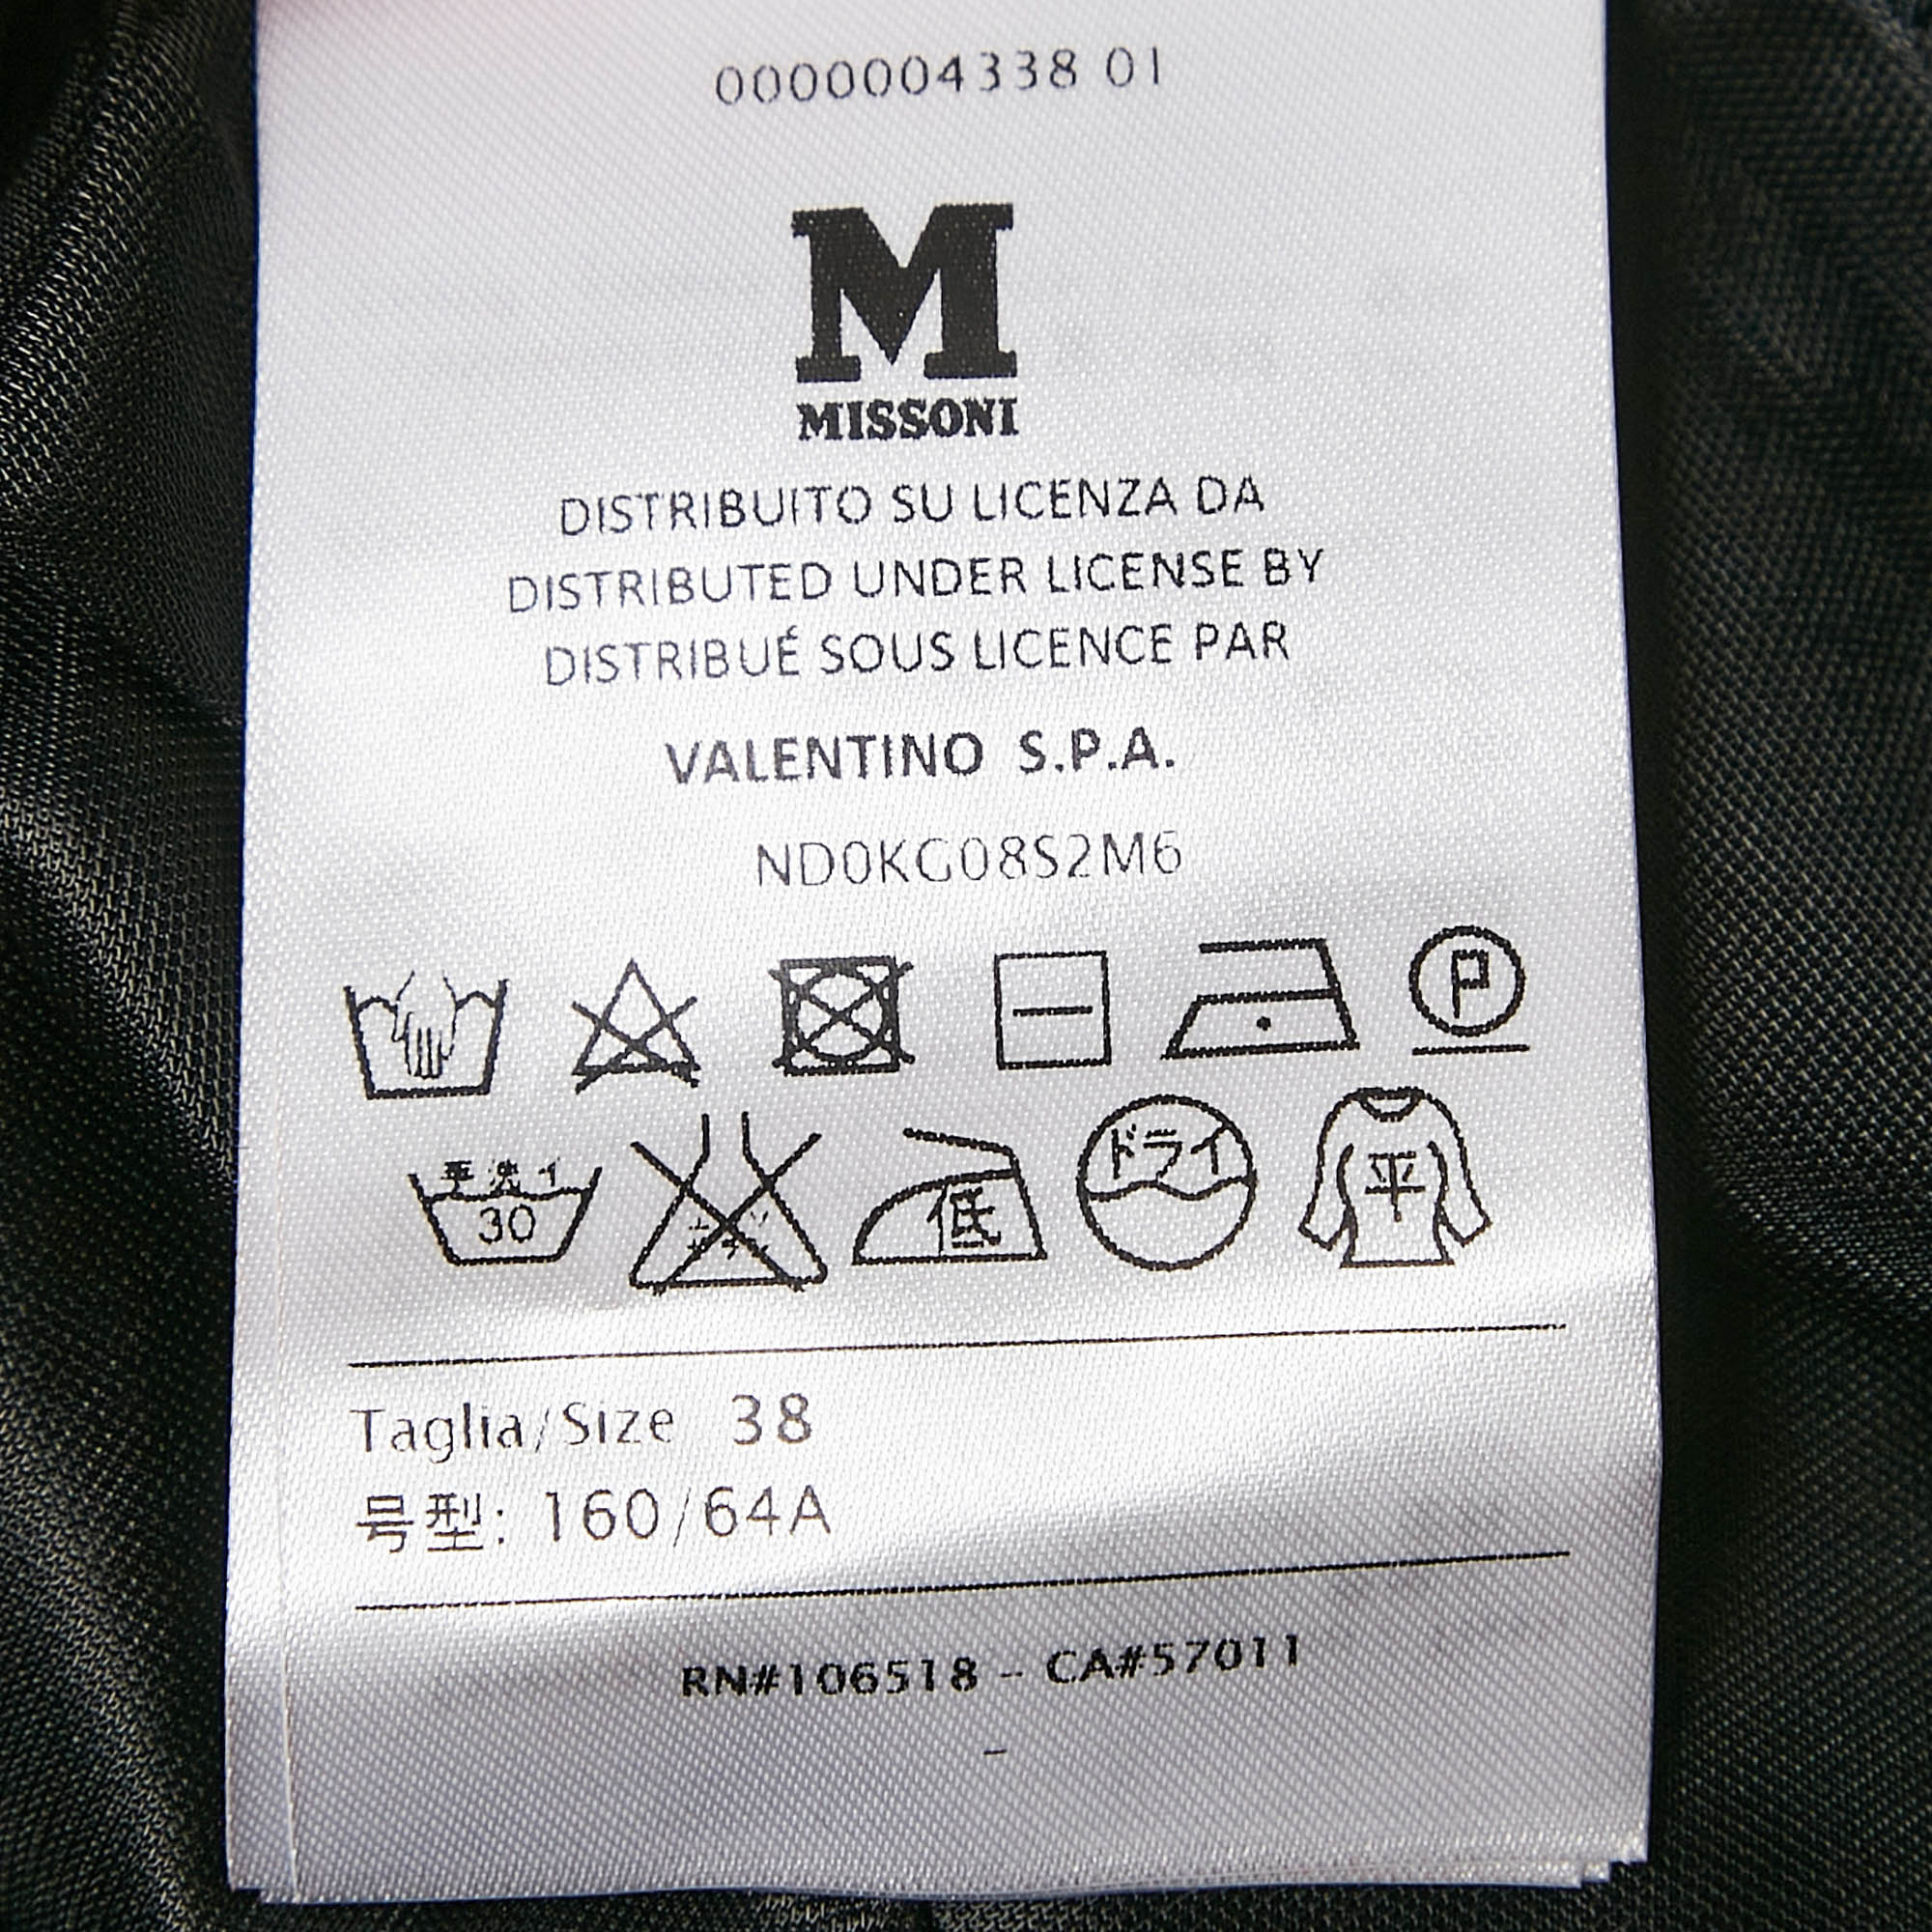 0000004338 01
M
MISSONI
DISTRIBUITO SU LICENZA DA
DISTRIBUTED UNDER LICENSE BY
DISTRIBUÉ SOUS LICENCE PAR
VALENTINO S.P.A.
ND0KG08S2M6
P
手洗イ
30
低
ドライ
平
Taglia/Size 38
号型: 160/64A
RN#106518 - CA#57011
-